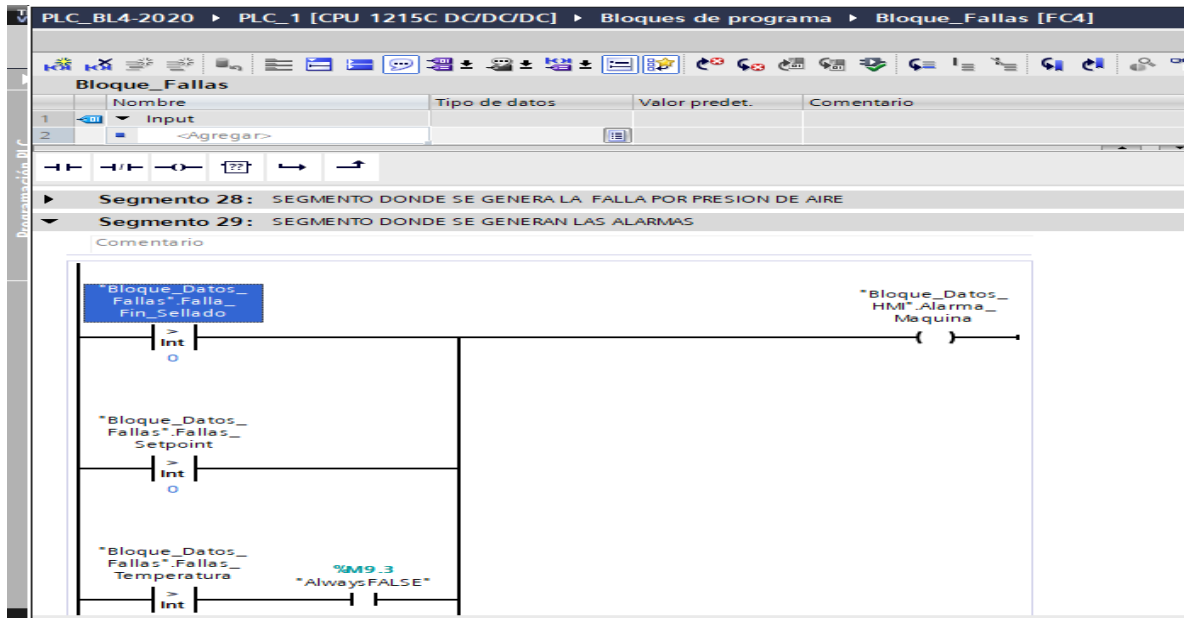 PLC_BL4-2020 ▸ PLC_1 [CPU 1215C DC/DC/DC] ▸ Bloques de programa ▸ Bloque_Fallas [FC4]
Bloque_Fallas
Nombre Tipo de datos Valor predet. Comentario
1 Input
2 <Agregar>
??
Programación PLC
Segmento 28: SEGMENTO DONDE SE GENERA LA FALLA POR PRESION DE AIRE
Segmento 29: SEGMENTO DONDE SE GENERAN LAS ALARMAS
Comentario
"Bloque_Datos_
Fallas".Falla_
Fin_Sellado
>
Int
0
"Bloque_Datos_
HMI".Alarma_
Maquina
"Bloque_Datos_
Fallas".Fallas_
Setpoint
>
Int
0
"Bloque_Datos_
Fallas".Fallas_
Temperatura
>
Int
%M9.3
"AlwaysFALSE"